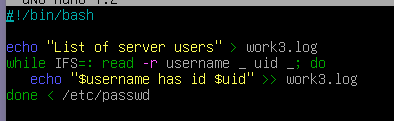 #!/bin/bash
echo "List of server users" > work3.log
while IFS=: read -r username _ uid _; do
echo "$username has id $uid" >> work3.log
done < /etc/passwd